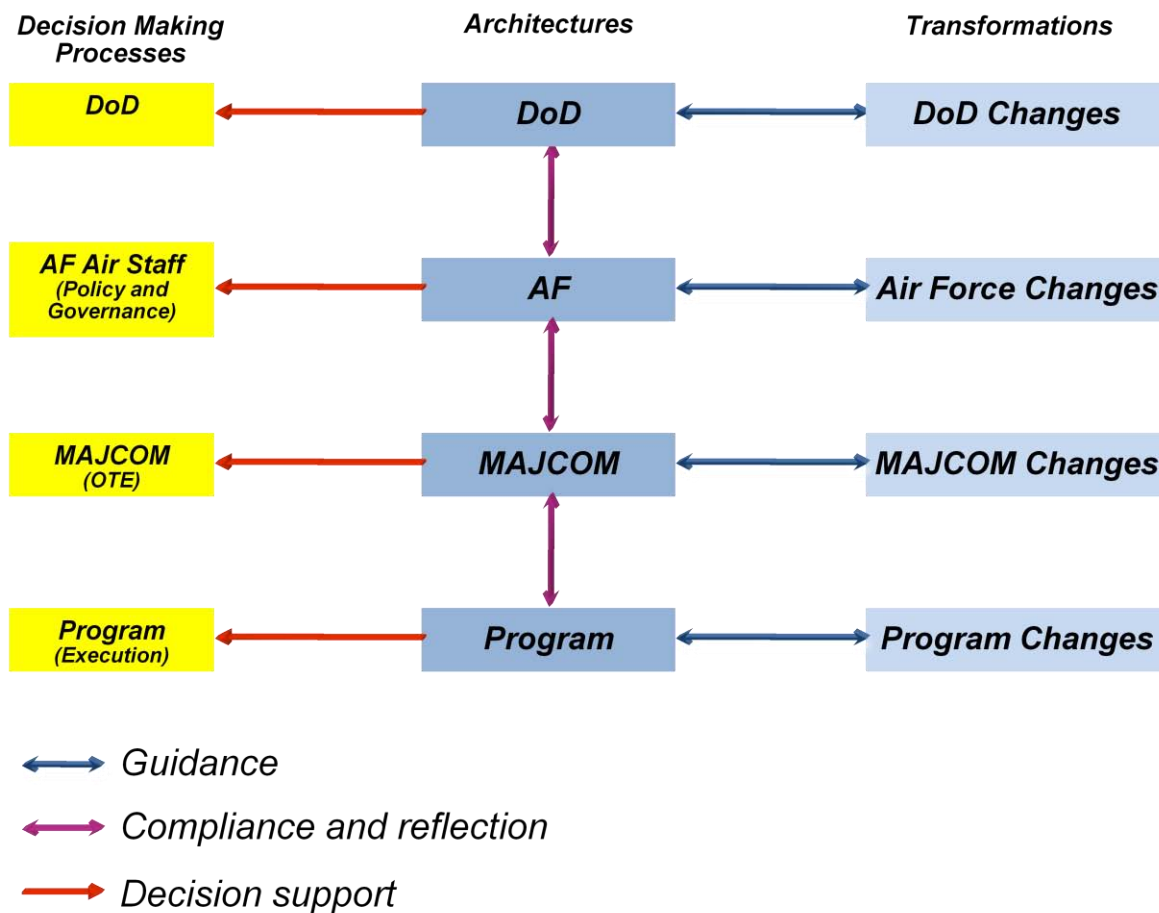 Decision Making
Processes
Architectures
Transformations
DoD
DoD
DoD Changes
AF Air Staff
(Policy and
Governance)
AF
Air Force Changes
MAJCOM
(OTE)
MAJCOM
MAJCOM Changes
Program
(Execution)
Program
Program Changes
Guidance
Compliance and reflection
Decision support